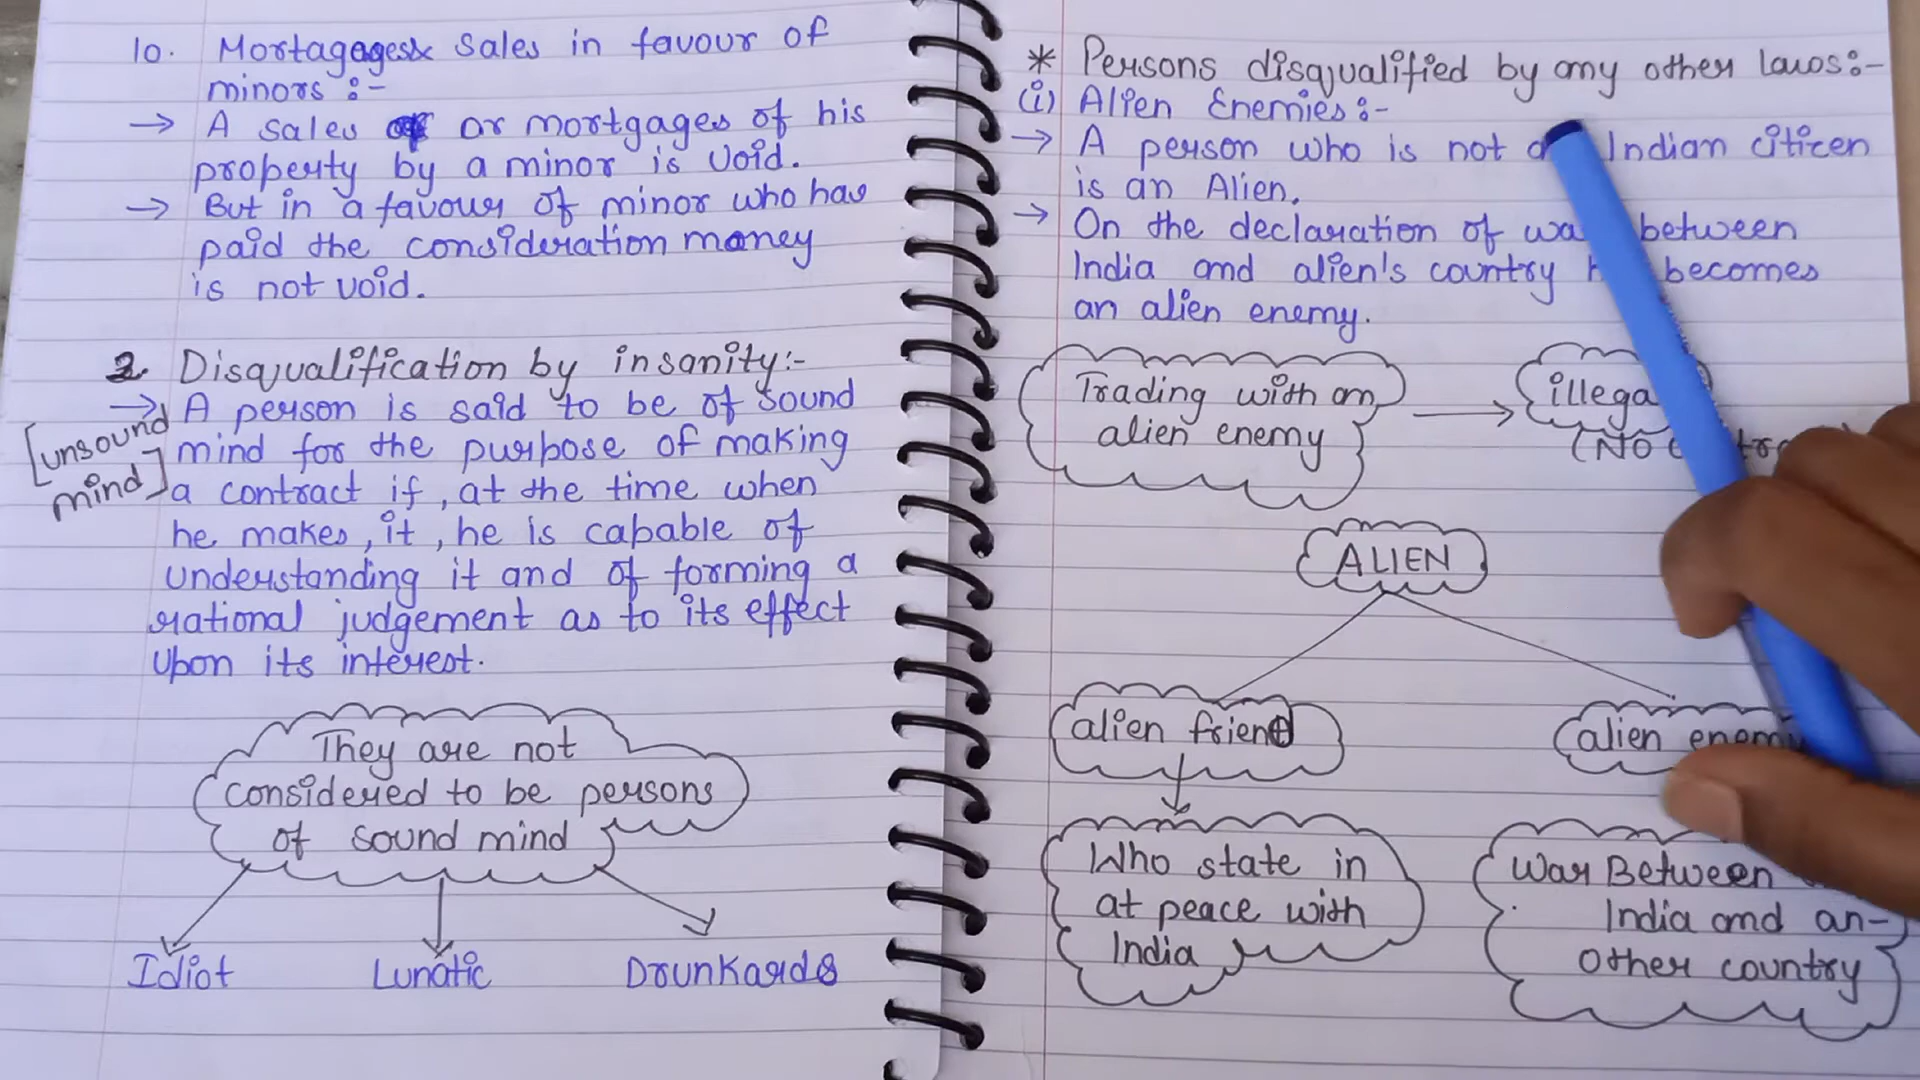 10. Mortagages& Sales in favour of
minors :-
→ A sales or mortgages of his
property by a minor is void.
→ But in a favour of minor who has
paid the consideration money
is not void.
2. Disqualification by insanity:-
→ A person is said to be of sound
[unsound mind]
mind for the purpose of making
a contract if, at the time when
he makes, it, he is capable of
understanding it and of forming a
rational judgement as to its effect
upon its interest.
They are not
considered to be persons
of sound mind
Idiot Lunatic Drunkards
* Persons disqualified by any other laws:-
(i) Alien Enemies:-
→ A person who is not Indian citicen
is an Alien.
→ On the declaration of between
India and alien's country becomes
an alien enemy.
Trading with an
alien enemy
→ illega
(No
ALIEN
alien friend
alien enemy
Who state in
at peace with
India
War Between
India and an-
other country